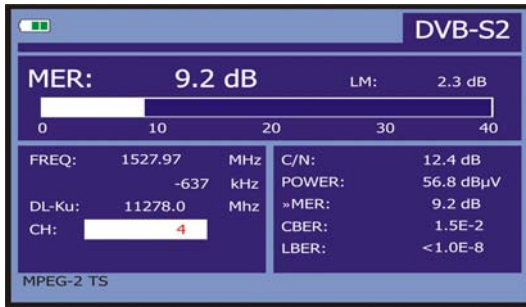 DVB-S2
MER: 9.2 dB LM: 2.3 dB
0 10 20 30 40
FREQ: 1527.97 MHz
-637 kHz
DL-Ku: 11278.0 Mhz
CH: 4
C/N: 12.4 dB
POWER: 56.8 dBμV
»MER: 9.2 dB
CBER: 1.5E-2
LBER: <1.0E-8
MPEG-2 TS